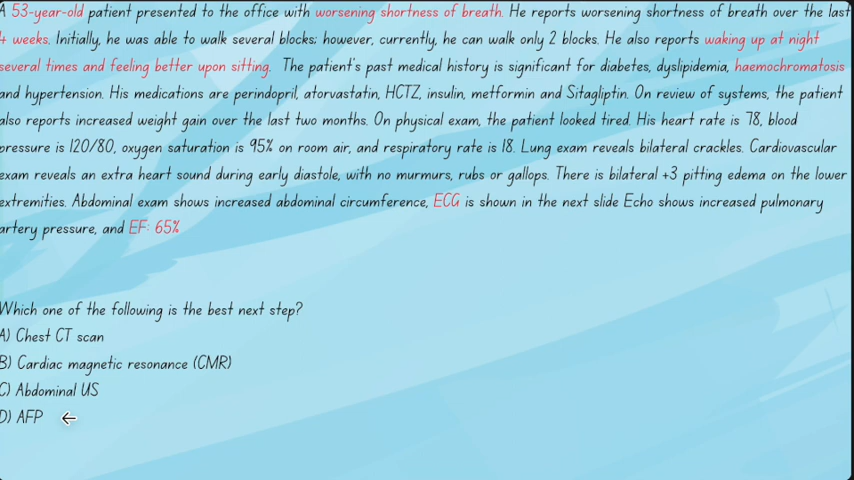 A 53-year-old patient presented to the office with worsening shortness of breath. He reports worsening shortness of breath over the last
4 weeks. Initially, he was able to walk several blocks; however, currently, he can walk only 2 blocks. He also reports waking up at night
several times and feeling better upon sitting. The patient's past medical history is significant for diabetes, dyslipidemia, haemochromatosis
and hypertension. His medications are perindopril, atorvastatin, HCTZ, insulin, metformin and Sitagliptin. On review of systems, the patient
also reports increased weight gain over the last two months. On physical exam, the patient looked tired. His heart rate is 78, blood
pressure is 120/80, oxygen saturation is 95% on room air, and respiratory rate is 18. Lung exam reveals bilateral crackles. Cardiovascular
exam reveals an extra heart sound during early diastole, with no murmurs, rubs or gallops. There is bilateral +3 pitting edema on the lower
extremities. Abdominal exam shows increased abdominal circumference, ECG is shown in the next slide Echo shows increased pulmonary
artery pressure, and EF: 65%
Which one of the following is the best next step?
A) Chest CT scan
B) Cardiac magnetic resonance (CMR)
C) Abdominal US
D) AFP